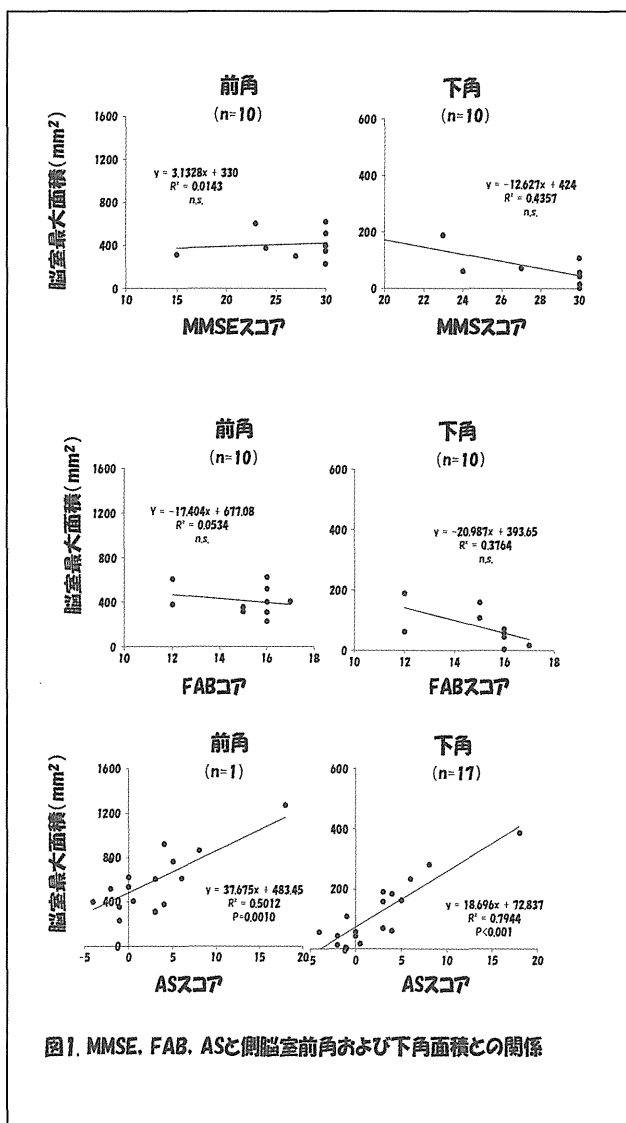 前角 下角
(n=10) (n=10)
脳室最大面積(mm²)
1600 600
1200 400
800 200
400 0
0
y = 3.1328x + 330
R² = 0.0143
n.s.
y = -12.627x + 424
R² = 0.4357
n.s.
10 15 20 25 30 20 22 24 26 28 30
MMSEスコア MMSスコア
前角 下角
(n=10) (n=10)
脳室最大面積(mm²)
1600 600
1200 400
800 200
400 0
0
Y = -17.404x + 677.08
R² = 0.0534
n.s.
y = -20.987x + 393.65
R² = 0.3764
n.s.
10 12 14 16 18 10 12 14 16 18
FABコア FABスコア
前角 下角
(n=1) (n=17)
脳室最大面積(mm²)
1600 600
1200 400
800 200
400 0
0
y = 37.675x + 483.45
R² = 0.5012
P=0.0010
y = 18.696x + 72.837
R² = 0.7944
P<0.001
-5 0 5 10 15 20 5 0 5 10 15 20
ASスコア ASスコア
図1. MMSE, FAB, ASと側脳室前角および下角面積との関係